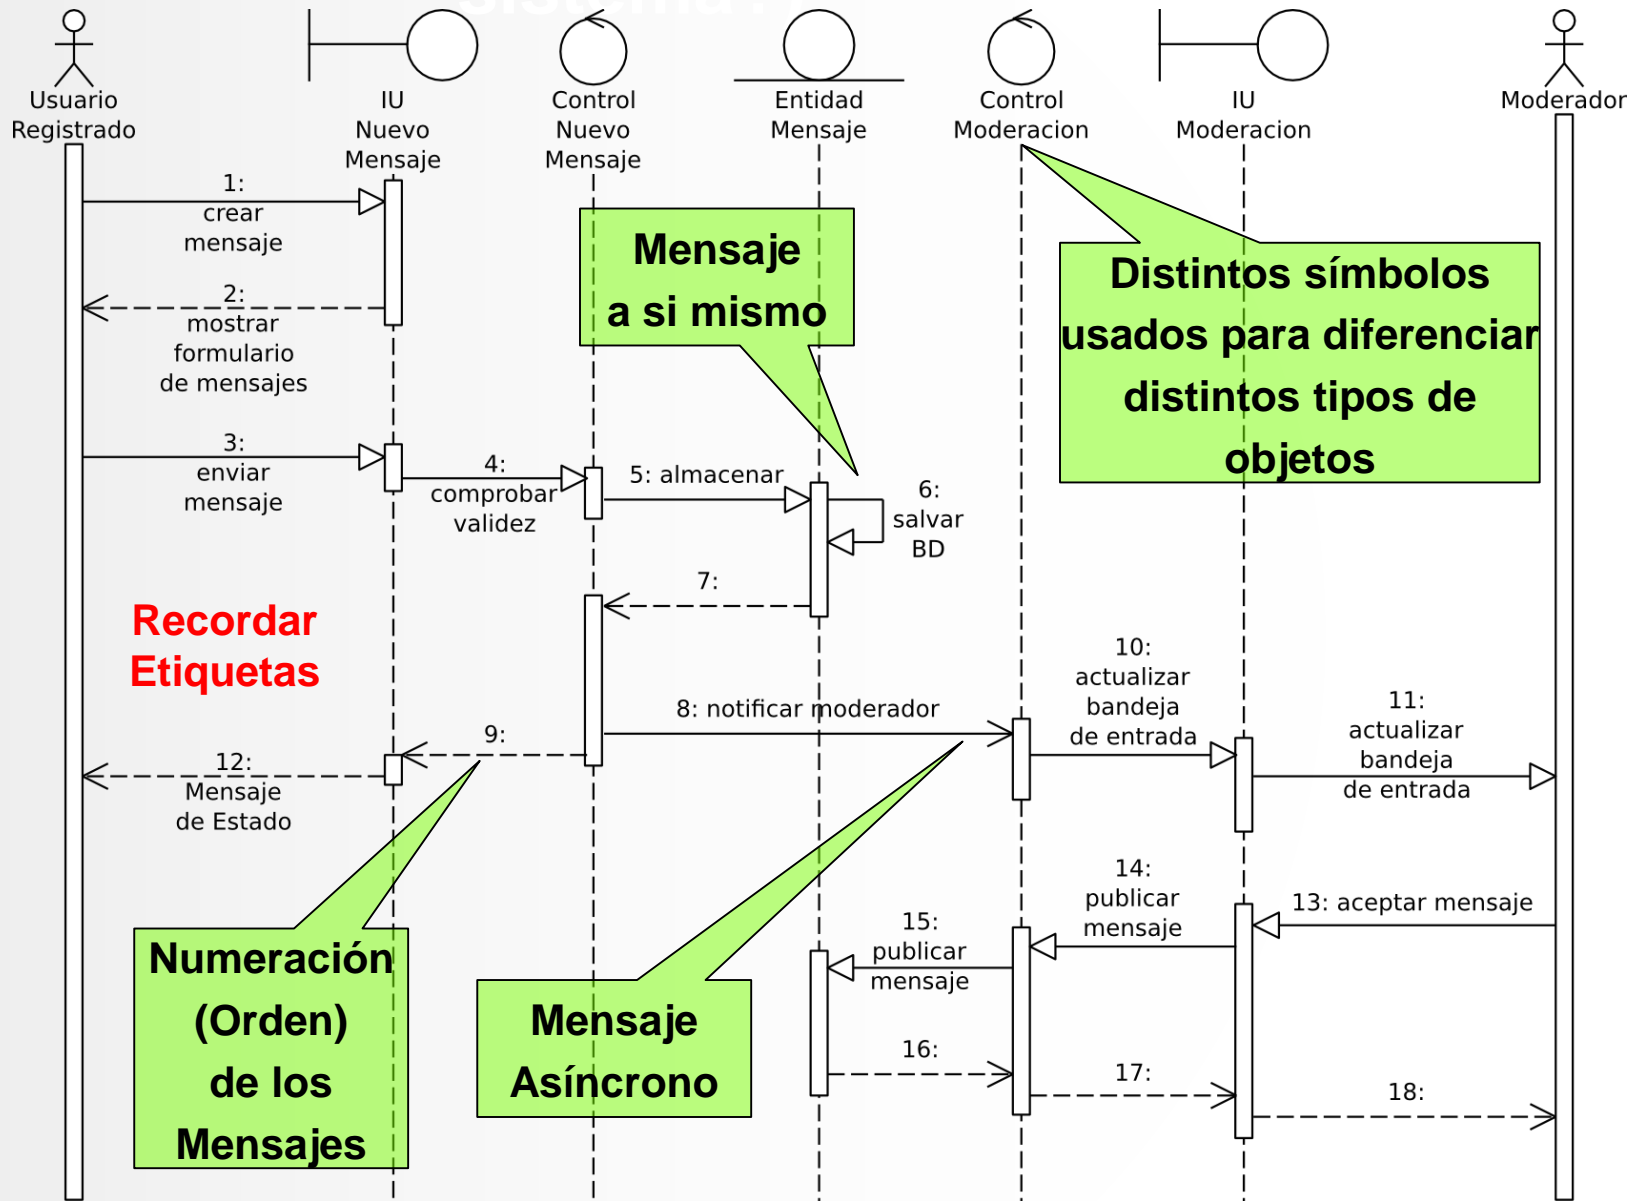 sistema?
Usuario
Registrado
IU
Nuevo
Mensaje
Control
Nuevo
Mensaje
Entidad
Mensaje
Control
Moderacion
IU
Moderacion
Moderador
1:
crear
mensaje
2:
mostrar
formulario
de mensajes
3:
enviar
mensaje
4:
comprobar
validez
5: almacenar
6:
salvar
BD
7:
8: notificar moderador
9:
10:
actualizar
bandeja
de entrada
11:
actualizar
bandeja
de entrada
12:
Mensaje
de Estado
13: aceptar mensaje
14:
publicar
mensaje
15:
publicar
mensaje
16:
17:
18:
Mensaje
a si mismo
Distintos símbolos
usados para diferenciar
distintos tipos de
objetos
Recordar
Etiquetas
Numeración
(Orden)
de los
Mensajes
Mensaje
Asíncrono